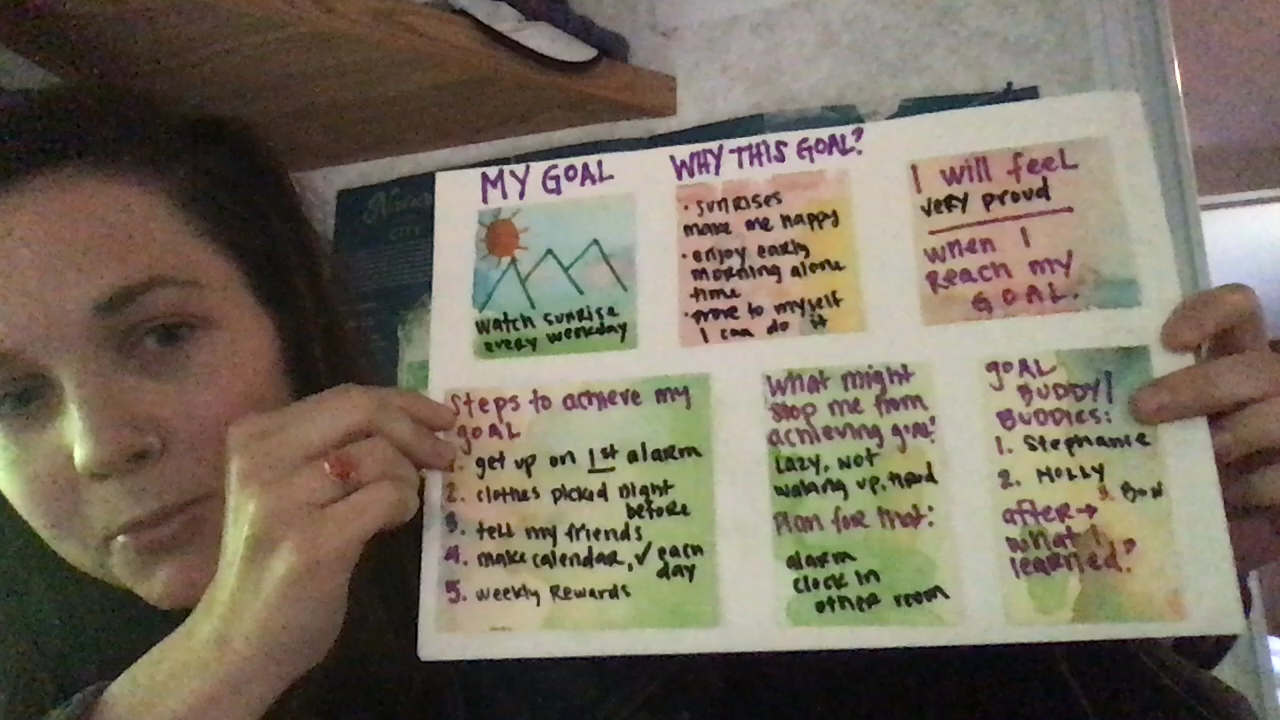 MY GOAL
watch sunrise
every weekday
WHY THIS GOAL?
• sunrises
make me happy
• enjoy early
morning alone
time
• prove to myself
I can do it
I will feel
very proud
when I
reach my
GOAL.
Steps to achieve my
goal
1. get up on 1st alarm
2. clothes picked night
before
3. tell my friends
4. make calendar, ✓ each
day
5. weekly rewards
What might
stop me from
achieving goal?
Lazy, not
waking up, tired
Plan for that:
alarm
clock in
other room
goal
BUDDY/
BUDDIES:
1. Stephanie
2. HOLLY
3.
after→
what I
learned?
CITY